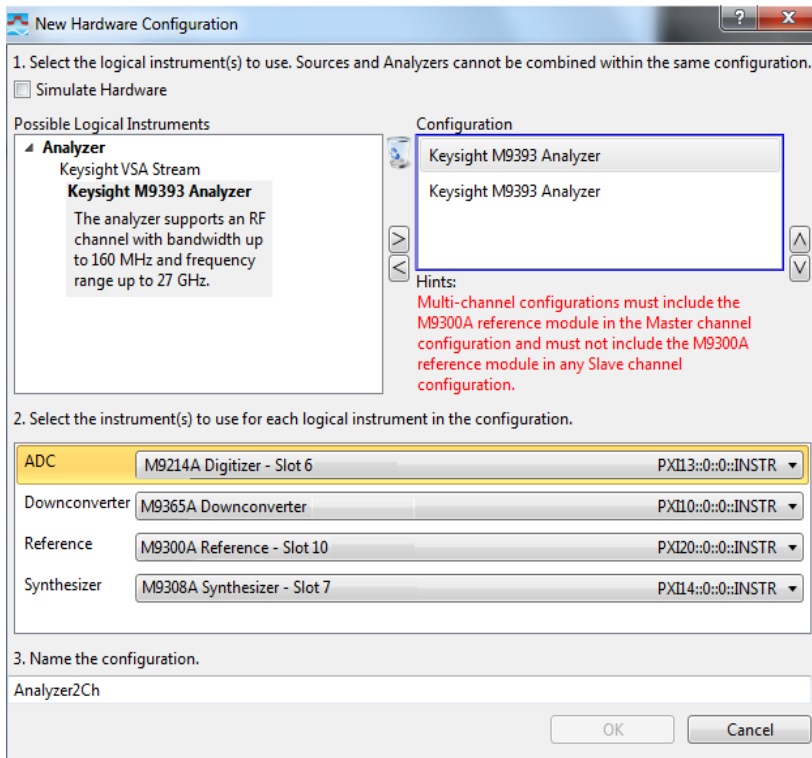 New Hardware Configuration
? x
1. Select the logical instrument(s) to use. Sources and Analyzers cannot be combined within the same configuration.
Simulate Hardware
Possible Logical Instruments
Analyzer
Keysight VSA Stream
Keysight M9393 Analyzer
The analyzer supports an RF
channel with bandwidth up
to 160 MHz and frequency
range up to 27 GHz.
>
<
Configuration
Keysight M9393 Analyzer
Keysight M9393 Analyzer
Hints:
Multi-channel configurations must include the
M9300A reference module in the Master channel
configuration and must not include the M9300A
reference module in any Slave channel
configuration.
2. Select the instrument(s) to use for each logical instrument in the configuration.
ADC M9214A Digitizer - Slot 6 PXI13::0::0::INSTR
Downconverter M9365A Downconverter PXI10::0::0::INSTR
Reference M9300A Reference - Slot 10 PXI20::0::0::INSTR
Synthesizer M9308A Synthesizer - Slot 7 PXI14::0::0::INSTR
3. Name the configuration.
Analyzer2Ch
OK Cancel